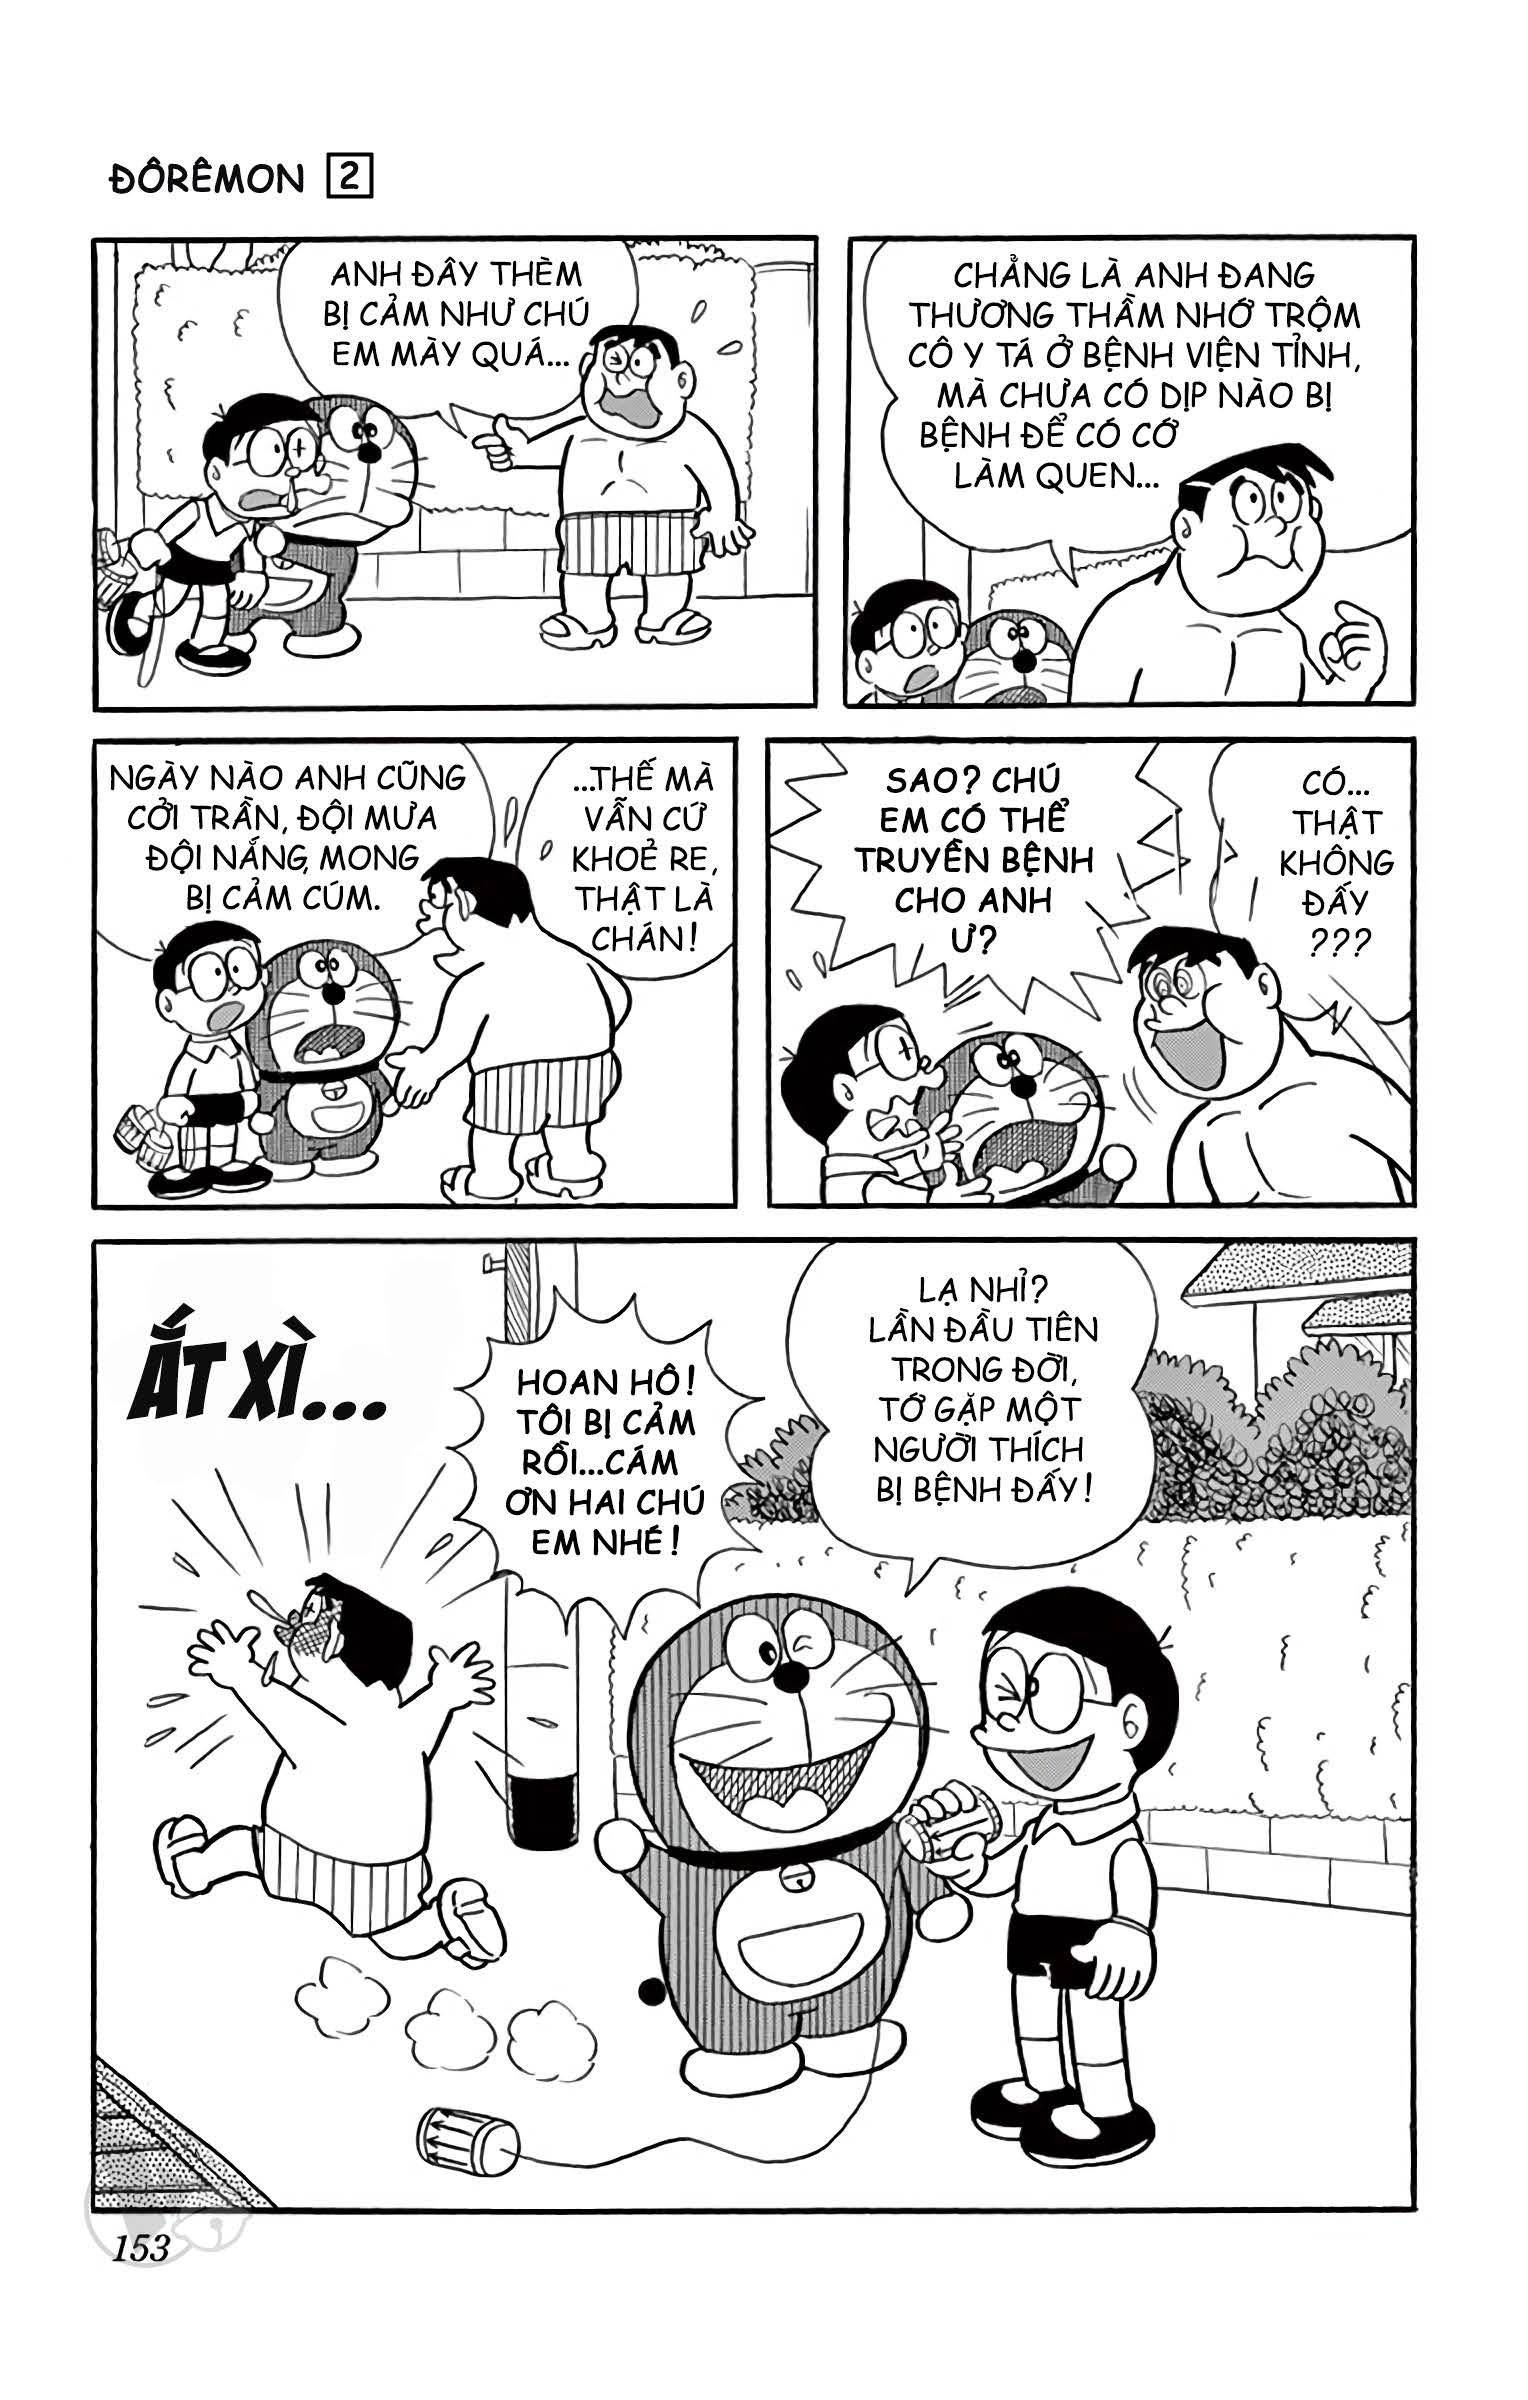 ĐÔRÊMON 2
ANH ĐÂY THÈM
BỊ CẢM NHƯ CHÚ
EM MÀY QUÁ...
CHẲNG LÀ ANH ĐANG
THƯƠNG THẦM NHỚ TRỘM
CÔ Y TÁ Ở BỆNH VIỆN TỈNH,
MÀ CHƯA CÓ DỊP NÀO BỊ
BỆNH ĐỂ CÓ CỚ
LÀM QUEN...
NGÀY NÀO ANH CŨNG
CỞI TRẦN, ĐỘI MƯA
ĐỘI NẮNG, MONG
BỊ CẢM CÚM.
...THẾ MÀ
VẪN CỨ
KHOẺ RE,
THẬT LÀ
CHÁN!
SAO? CHÚ
EM CÓ THỂ
TRUYỀN BỆNH
CHO ANH
Ư?
CÓ...
THẬT
KHÔNG
ĐẤY
???
ẮT XÌ...
HOAN HÔ!
TÔI BỊ CẢM
RỒI...CÁM
ƠN HAI CHÚ
EM NHÉ!
LẠ NHỈ?
LẦN ĐẦU TIÊN
TRONG ĐỜI,
TỚ GẶP MỘT
NGƯỜI THÍCH
BỊ BỆNH ĐẤY!
153